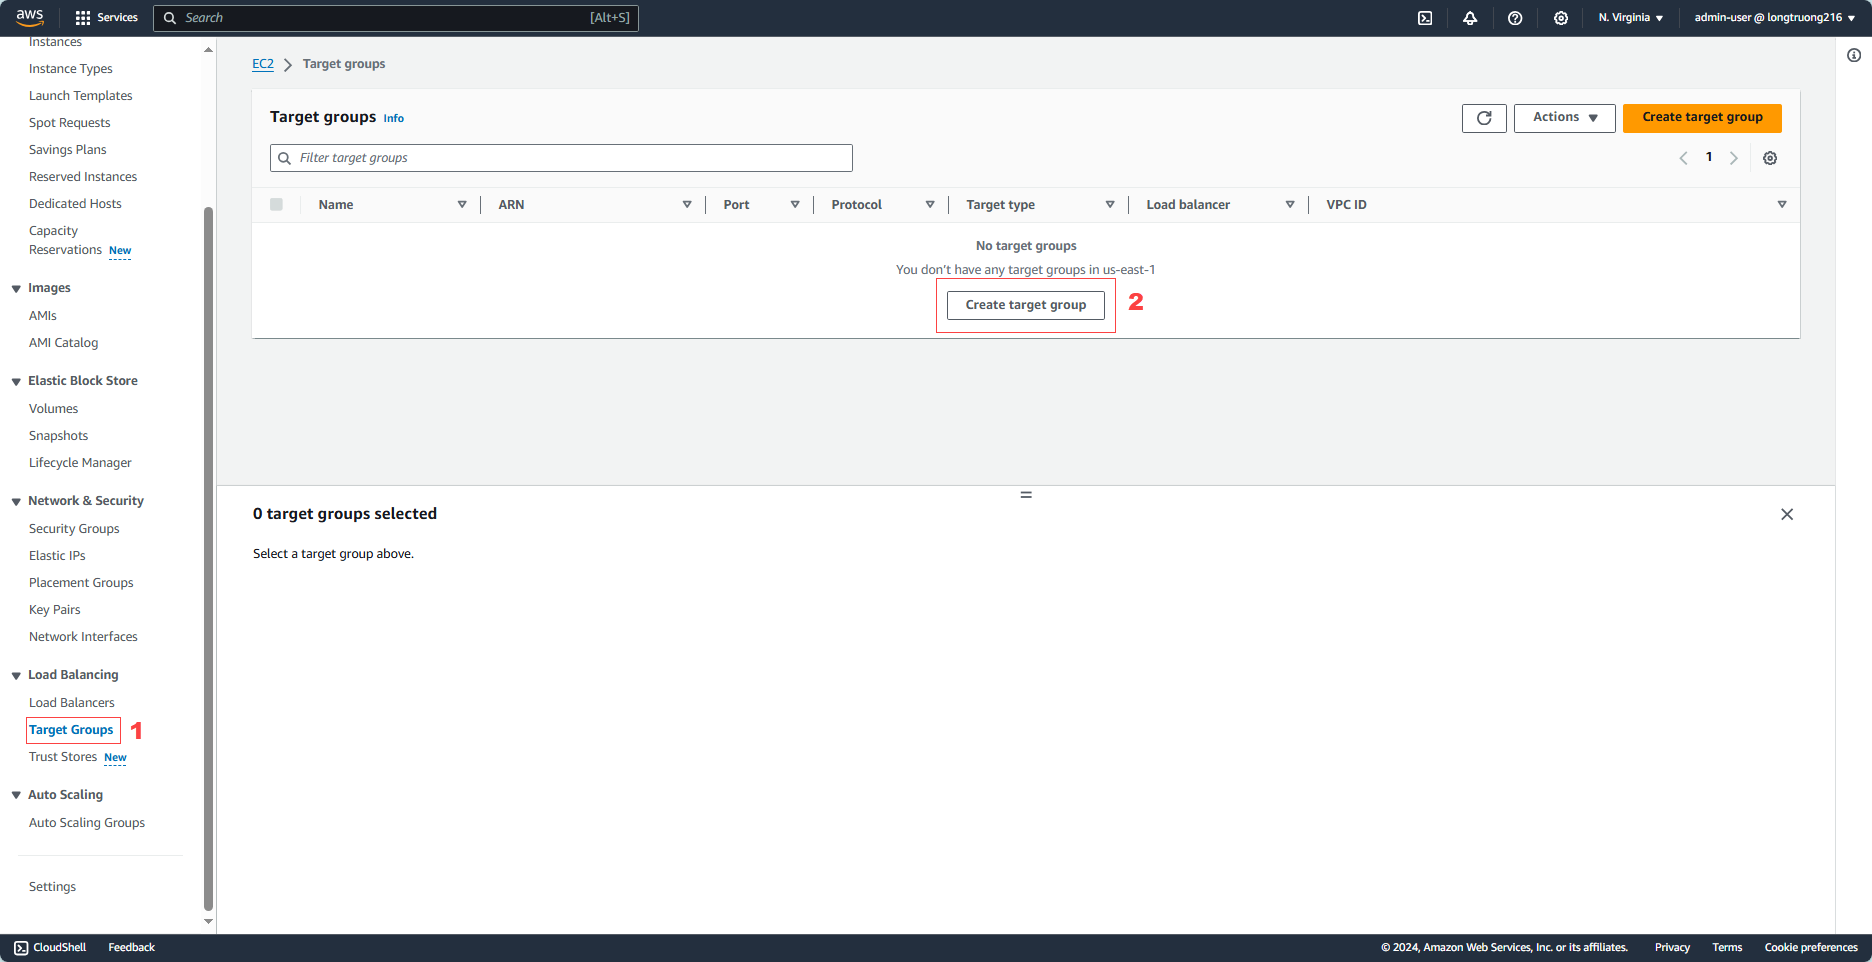 aws
Services
Search
[Alt+S]
N. Virginia
admin-user @ longtruong216
Instances
Instance Types
Launch Templates
Spot Requests
Savings Plans
Reserved Instances
Dedicated Hosts
Capacity
Reservations New
Images
AMIs
AMI Catalog
Elastic Block Store
Volumes
Snapshots
Lifecycle Manager
Network & Security
Security Groups
Elastic IPs
Placement Groups
Key Pairs
Network Interfaces
Load Balancing
Load Balancers
Target Groups 1
Trust Stores New
Auto Scaling
Auto Scaling Groups
Settings
EC2 Target groups
Target groups Info
Actions
Create target group
Filter target groups
1
Name ARN Port Protocol Target type Load balancer VPC ID
No target groups
You don't have any target groups in us-east-1
Create target group 2
0 target groups selected
Select a target group above.
CloudShell Feedback
© 2024, Amazon Web Services, Inc. or its affiliates. Privacy Terms Cookie preferences